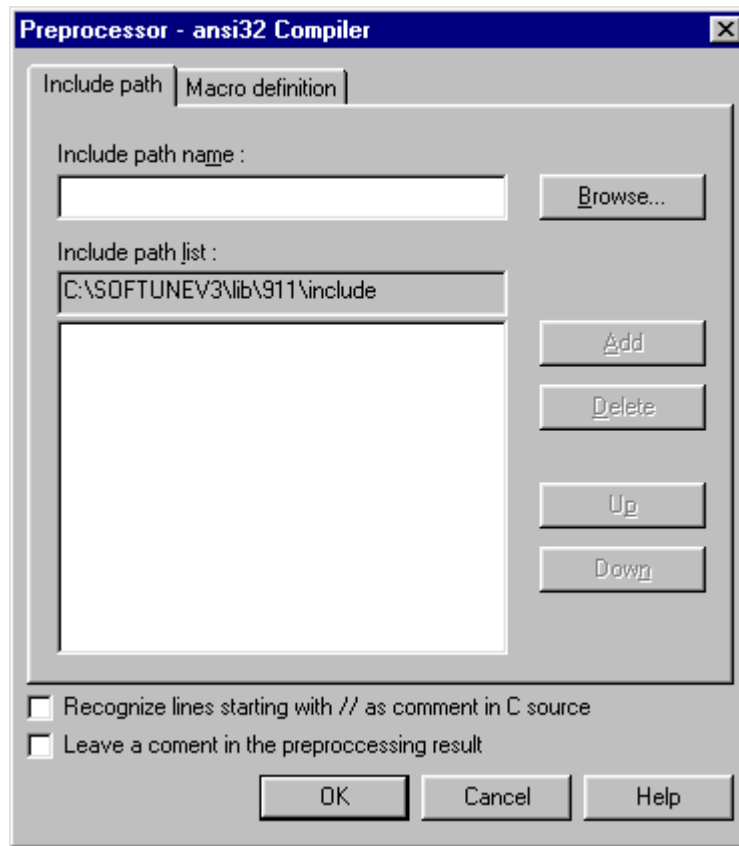 Preprocessor - ansi32 Compiler
Include path
Macro definition
Include path name :
Browse...
Include path list :
C:\SOFTUNEV3\lib\911\include
Add
Delete
Up
Down
Recognize lines starting with // as comment in C source
Leave a coment in the preproccessing result
OK
Cancel
Help